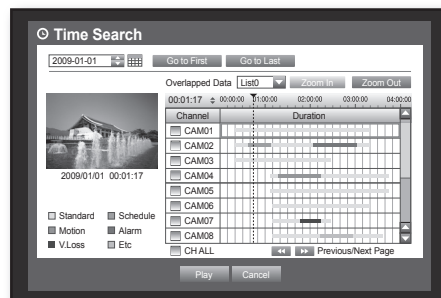 Time Search
2009-01-01
Go to First
Go to Last
Overlapped Data List0 Zoom In Zoom Out
00:01:17 00:00:00 01:00:00 02:00:00 03:00:00 04:00:00
Channel Duration
CAM01
CAM02
CAM03
CAM04
CAM05
CAM06
CAM07
CAM08
CH ALL Previous/Next Page
2009/01/01 00:01:17
Standard Schedule
Motion Alarm
V.Loss Etc
Play Cancel